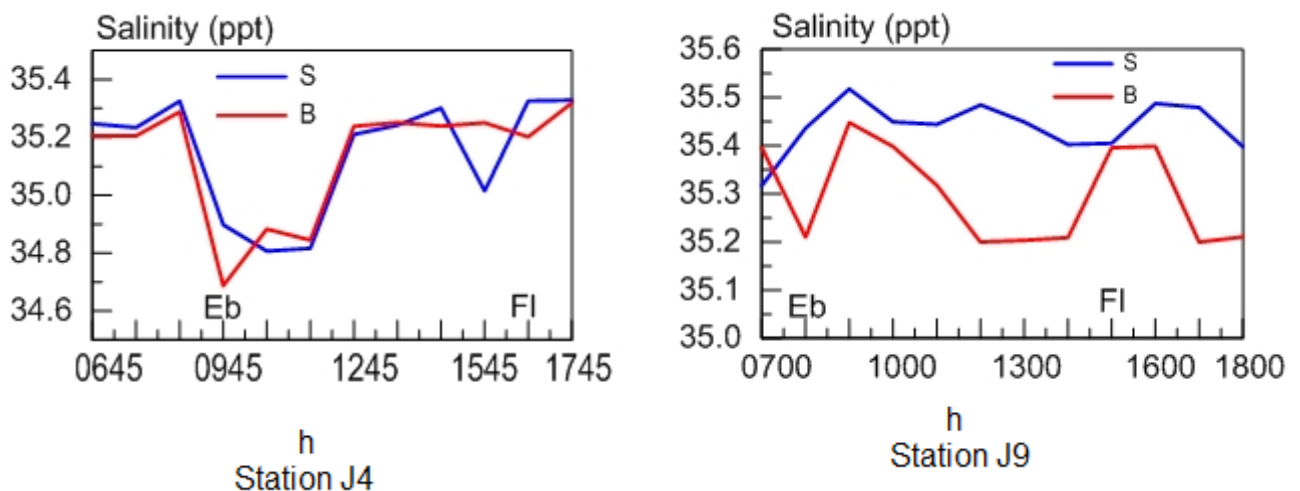 Salinity (ppt)
S
B
35.4
35.2
35.0
34.8
34.6
Eb
Fl
0645 0945 1245 1545 1745
h
Station J4
Salinity (ppt)
S
B
35.6
35.5
35.4
35.3
35.2
35.1
35.0
Eb
Fl
0700 1000 1300 1600 1800
h
Station J9